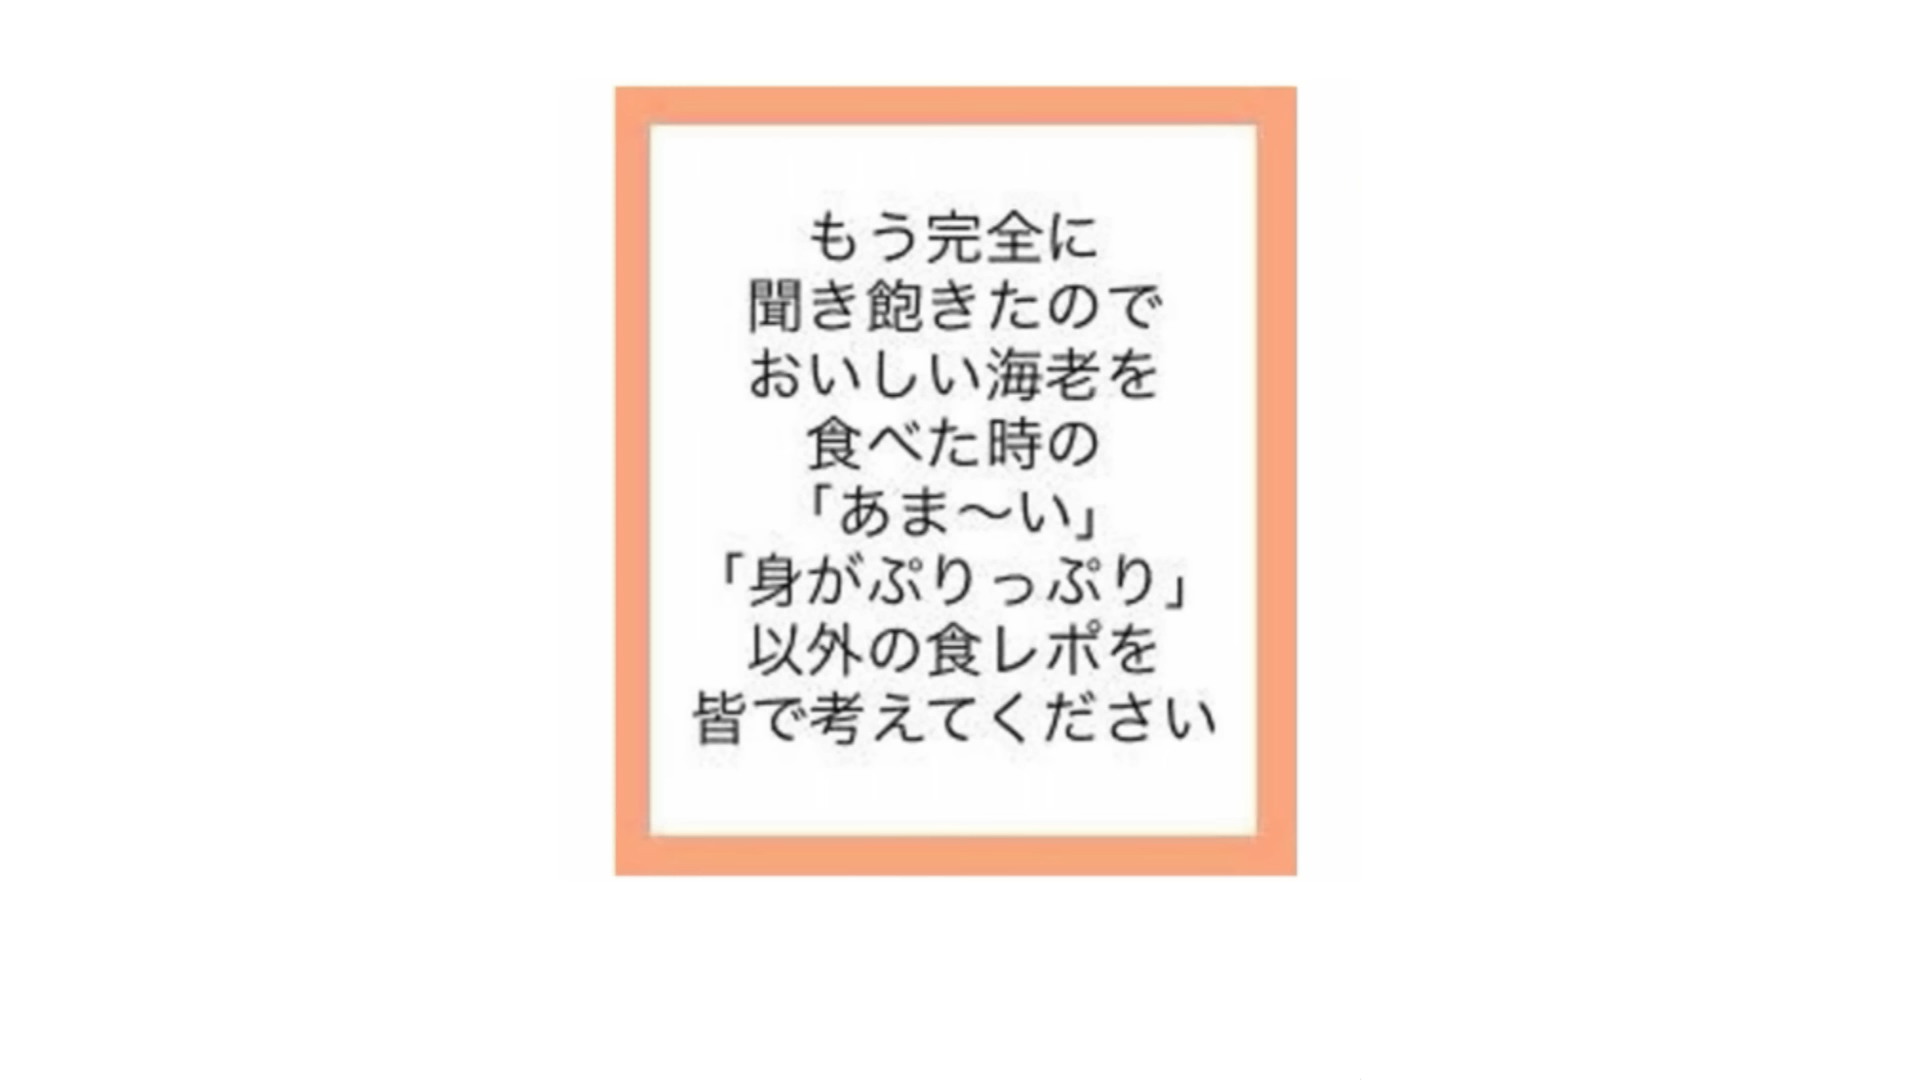 もう完全に
聞き飽きたので
おいしい海老を
食べた時の
「あま〜い」
「身がぷりっぷり」
以外の食レポを
皆で考えてください